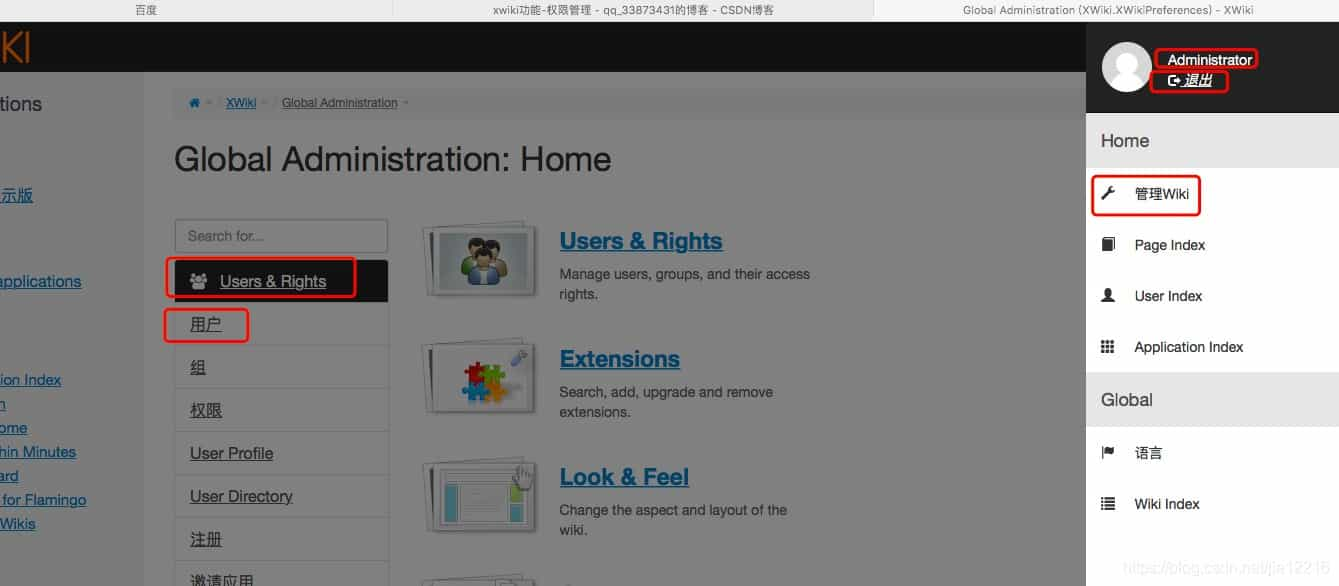 百度
xwiki功能-权限管理 - qq_33873431的博客 - CSDN博客
Global Administration (XWiki.XWikiPreferences) - XWiki
KI
tions
示版
applications
ion Index
ome
hin Minutes
ard
for Flamingo
Wikis
XWiki / Global Administration
Global Administration: Home
Search for...
Users & Rights
用户
组
权限
User Profile
User Directory
注册
邀请应用
Users & Rights
Manage users, groups, and their access
rights.
Extensions
Search, add, upgrade and remove
extensions.
Look & Feel
Change the aspect and layout of the
wiki.
Administrator
退出
Home
管理Wiki
Page Index
User Index
Application Index
Global
语言
Wiki Index